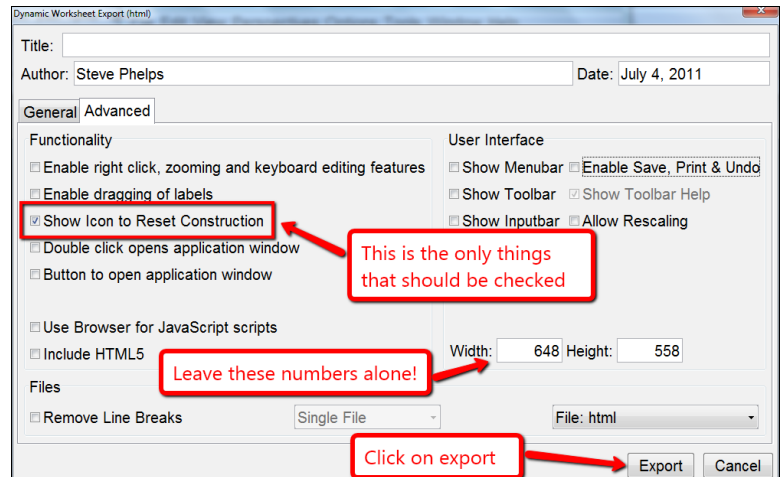 Dynamic Worksheet Export (html)
Title:
Author: Steve Phelps Date: July 4, 2011
General Advanced
Functionality User Interface
Enable right click, zooming and keyboard editing features Show Menubar Enable Save, Print & Undo
Enable dragging of labels Show Toolbar Show Toolbar Help
Show Icon to Reset Construction Show Inputbar Allow Rescaling
Double click opens application window
This is the only things
that should be checked
Button to open application window
Use Browser for JavaScript scripts
Include HTML5 Width: 648 Height: 558
Leave these numbers alone!
Files
Remove Line Breaks Single File File: html
Click on export
Export Cancel